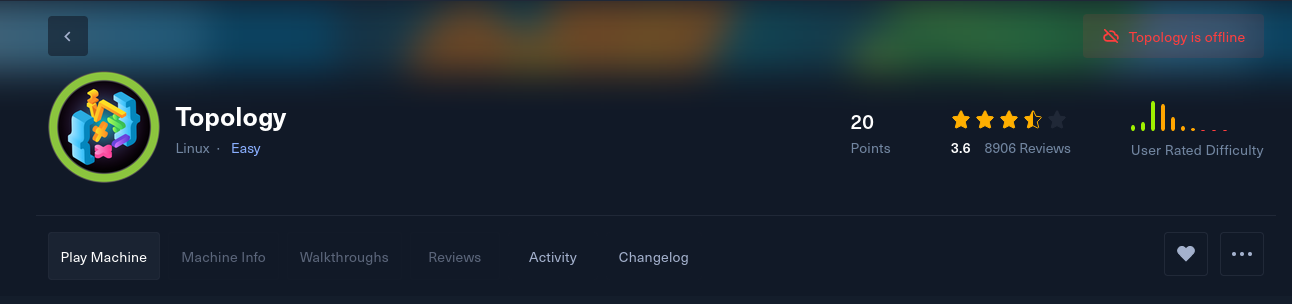 Topology is offline
Topology
Linux · Easy
20
Points
3.6 8906 Reviews
User Rated Difficulty
Play Machine Machine Info Walkthroughs Reviews Activity Changelog